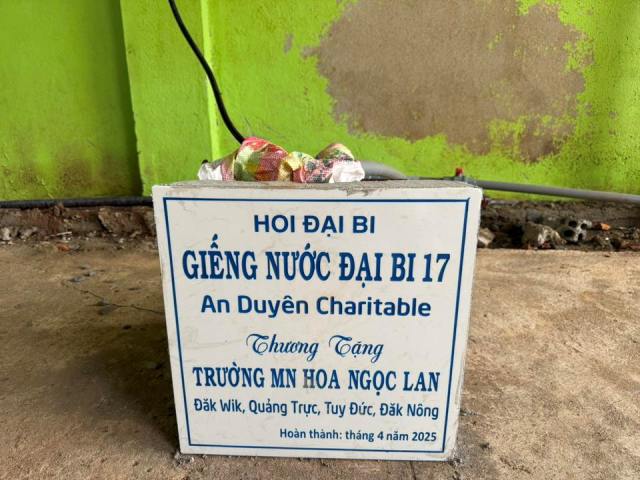 HOI ĐẠI BI
GIẾNG NƯỚC ĐẠI BI 17
An Duyên Charitable
Thương Tặng
TRƯỜNG MN HOA NGỌC LAN
Đăk Wik, Quảng Trực, Tuy Đức, Đăk Nông
Hoàn thành: tháng 4 năm 2025